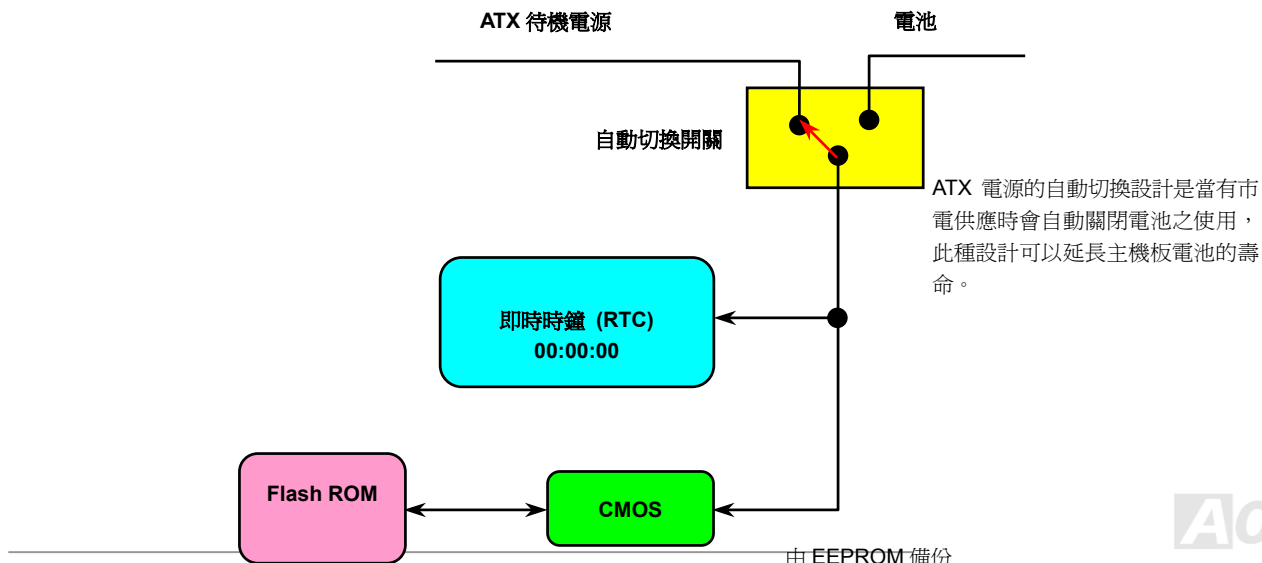 ATX 待機電源
電池
自動切換開關
ATX 電源的自動切換設計是當有市
電供應時會自動關閉電池之使用，
此種設計可以延長主機板電池的壽
命。
即時時鐘 (RTC)
00:00:00
Flash ROM
CMOS
由 EEPROM 備份